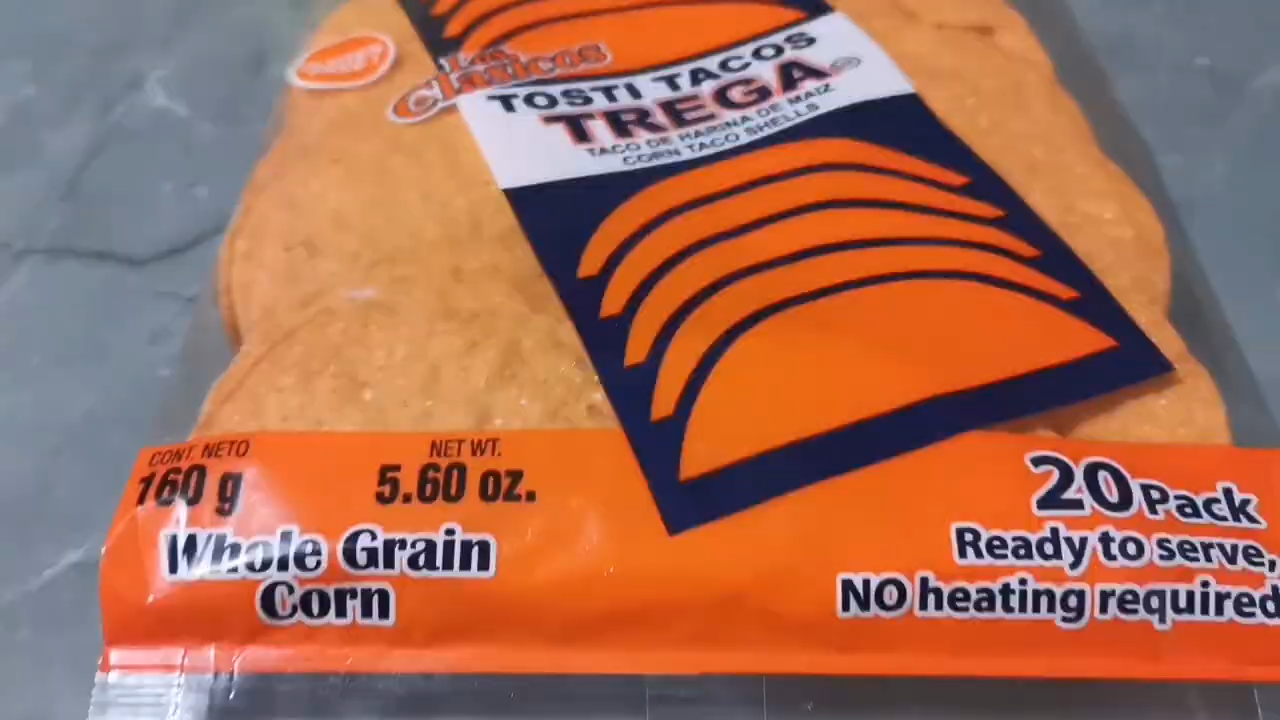 Los
Clasicos
TOSTI TACOS
TREGA
TACO DE HARINA DE MAIZ
CORN TACO SHELLS
CONT. NETO
160 g
NET WT.
5.60 oz.
Whole Grain
Corn
20 Pack
Ready to serve,
NO heating required